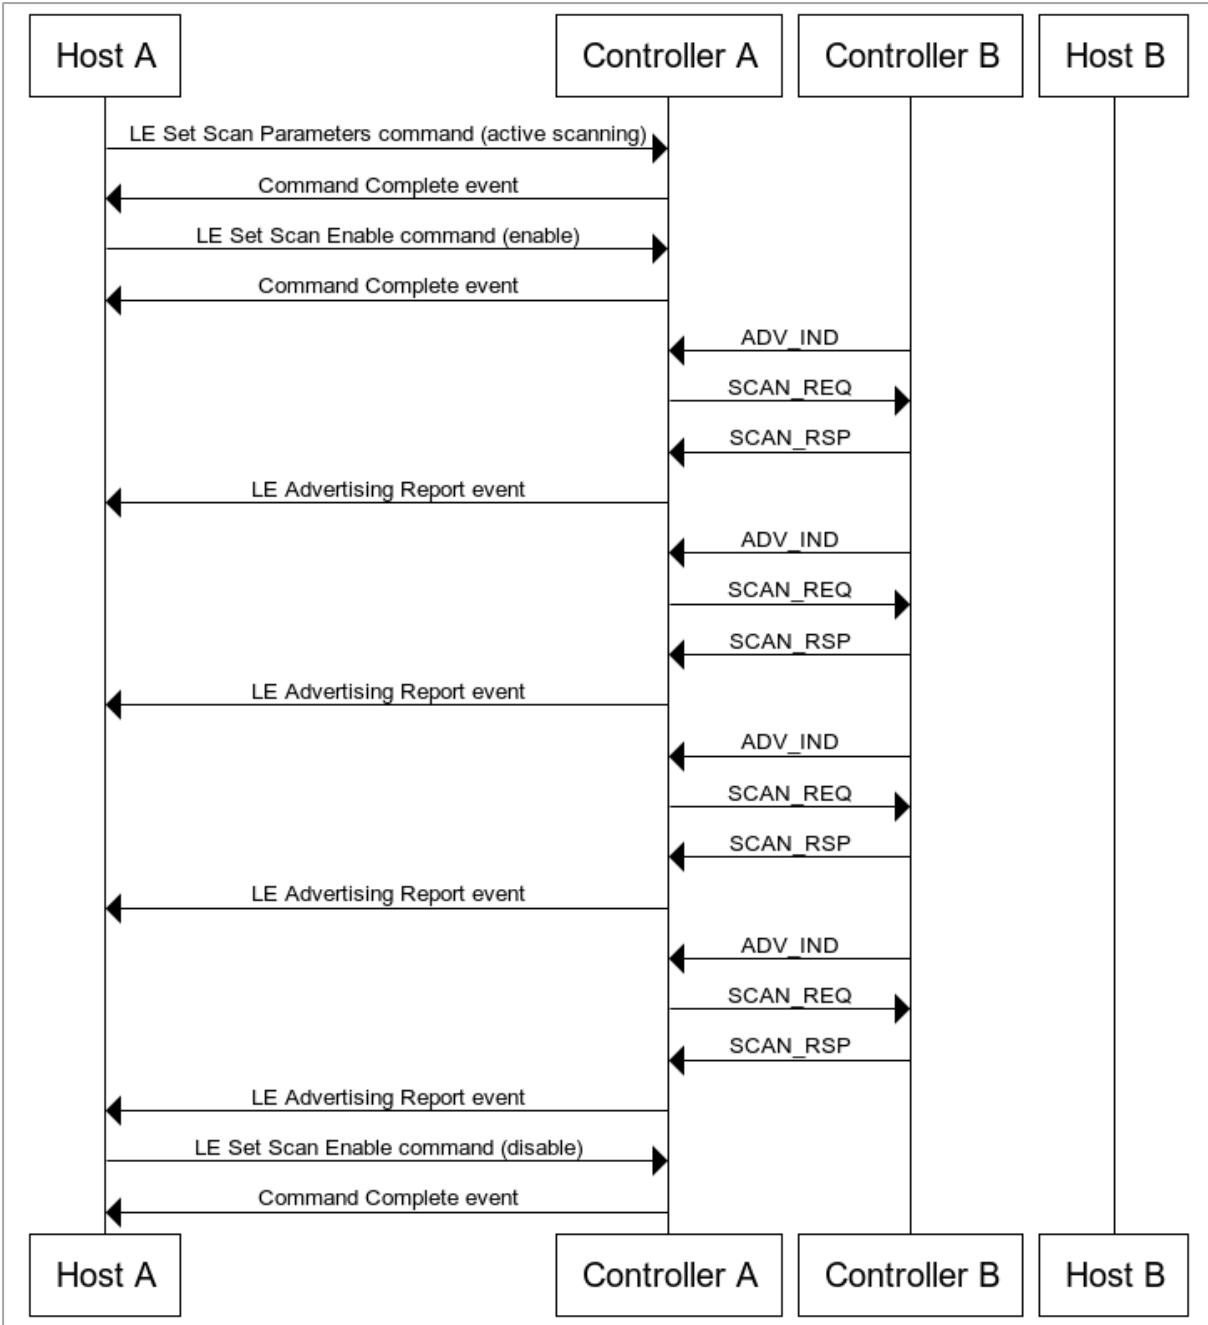 Host A
Controller A
Controller B
Host B
LE Set Scan Parameters command (active scanning)
Command Complete event
LE Set Scan Enable command (enable)
Command Complete event
ADV_IND
SCAN_REQ
SCAN_RSP
LE Advertising Report event
ADV_IND
SCAN_REQ
SCAN_RSP
LE Advertising Report event
ADV_IND
SCAN_REQ
SCAN_RSP
LE Advertising Report event
ADV_IND
SCAN_REQ
SCAN_RSP
LE Advertising Report event
LE Set Scan Enable command (disable)
Command Complete event
Host A
Controller A
Controller B
Host B